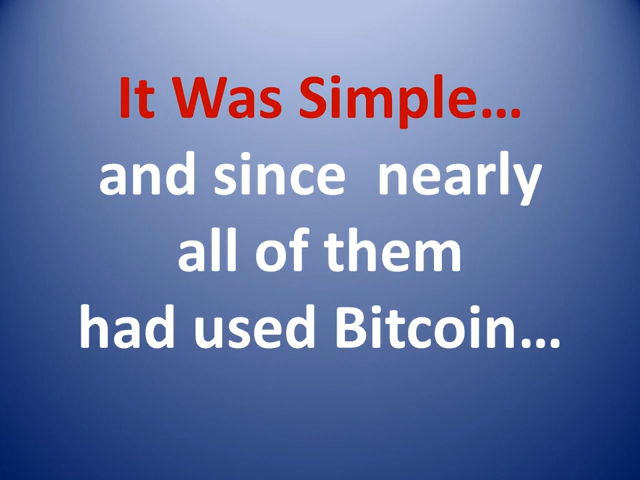 It Was Simple…
and since  nearly
all of them
had used Bitcoin…